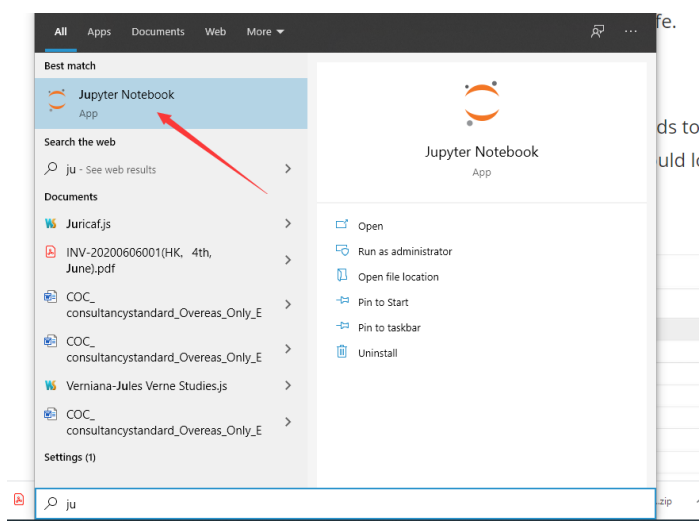 fe.
All Apps Documents Web More
Best match
Jupyter Notebook
App
Search the web
ju - See web results
Documents
Juricaf.js
INV-20200606001(HK, 4th,
June).pdf
COC_
consultancystandard_Overeas_Only_E
COC_
consultancystandard_Overeas_Only_E
Verniana-Jules Verne Studies.js
COC_
consultancystandard_Overeas_Only_E
Settings (1)
ju
Jupyter Notebook
App
Open
Run as administrator
Open file location
Pin to Start
Pin to taskbar
Uninstall
ds to
uld lo
.zip